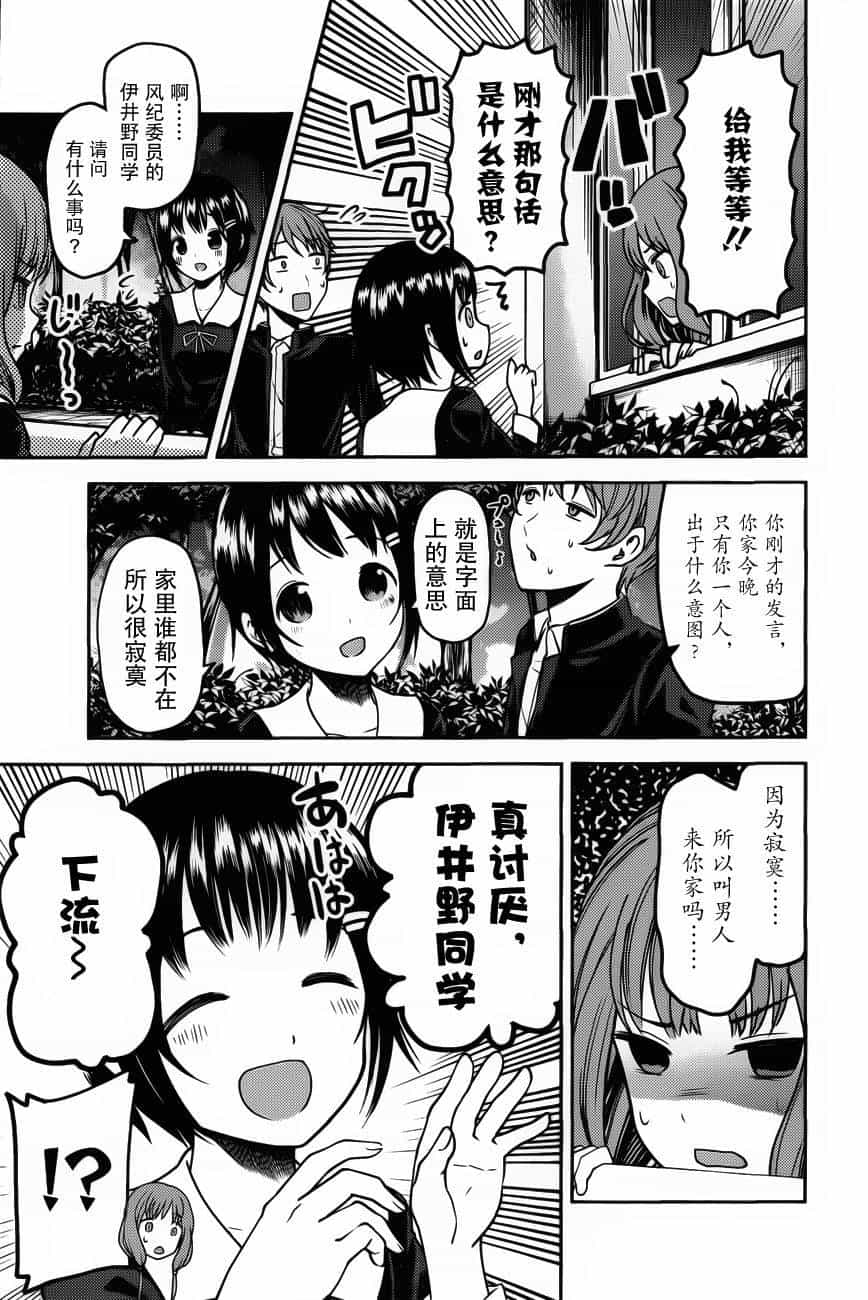 给我等等!!
バッ
刚才那句话
是什么意思?
ビクッ
啊……
风纪委员的
伊井野同学
请问
有什么事吗?
じ〜〜っ
你刚才的发言,
你家今晚
只有你一个人,
出于什么意图?
プ〜…
就是字面
上的意思
家里谁都不在
所以很寂寞
因为寂寞……
所以叫男人
来你家吗……
真讨厌,
伊井野同学
あはは
下流〜
!?